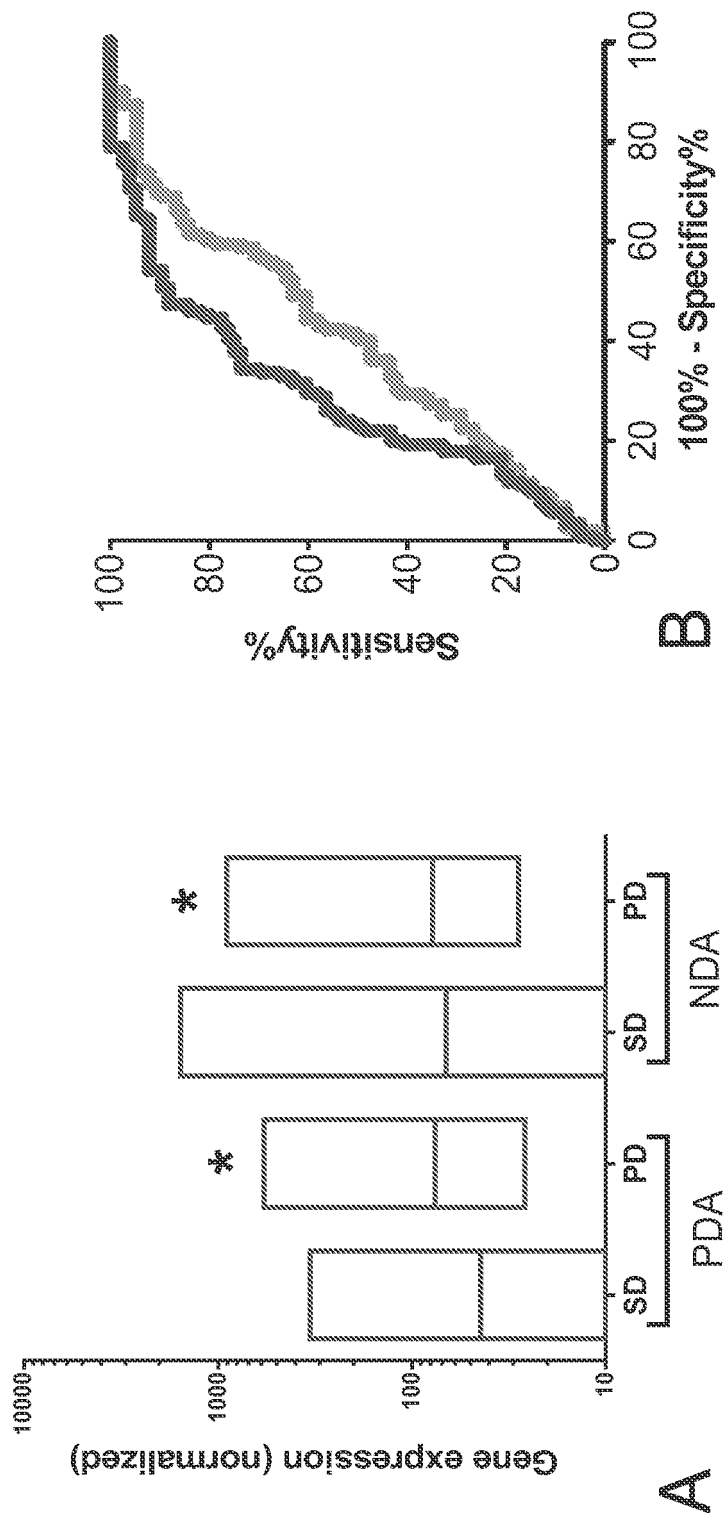 A
Gene expression (normalized)
10000
1000
100
10
*
*
SD
PD
SD
PD
PDA
NDA
B
Sensitivity%
100
80
60
40
20
0
0
20
40
60
80
100
100% - Specificity%